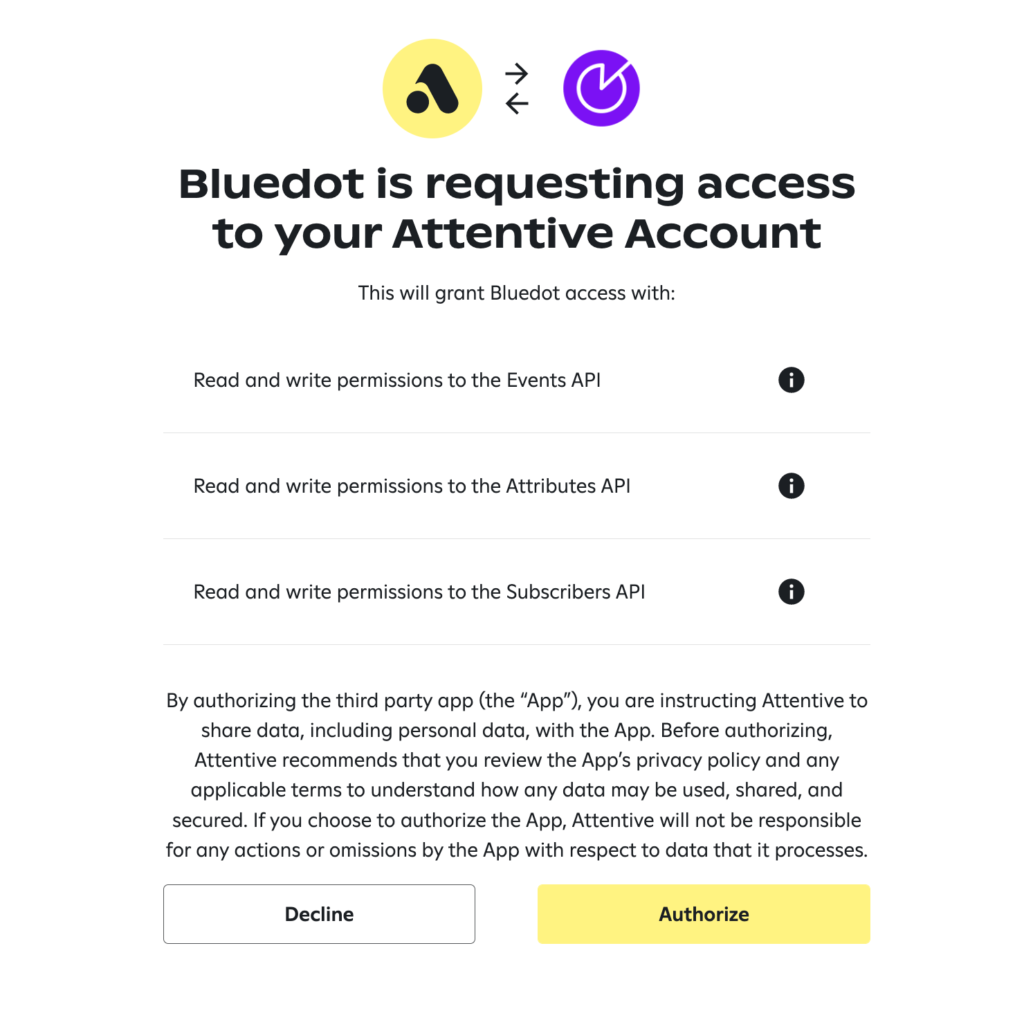 Bluedot is requesting access
to your Attentive Account
This will grant Bluedot access with:
Read and write permissions to the Events API
Read and write permissions to the Attributes API
Read and write permissions to the Subscribers API
By authorizing the third party app (the “App”), you are instructing Attentive to
share data, including personal data, with the App. Before authorizing,
Attentive recommends that you review the App’s privacy policy and any
applicable terms to understand how any data may be used, shared, and
secured. If you choose to authorize the App, Attentive will not be responsible
for any actions or omissions by the App with respect to data that it processes.
Decline
Authorize